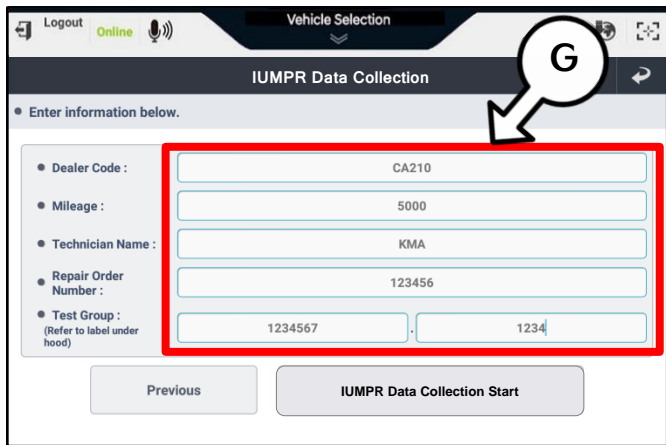 Logout Online Vehicle Selection
G
IUMPR Data Collection
Enter information below.
Dealer Code : CA210
Mileage : 5000
Technician Name : KMA
Repair Order
Number : 123456
Test Group :
(Refer to label under
hood)
1234567 . 1234
Previous IUMPR Data Collection Start